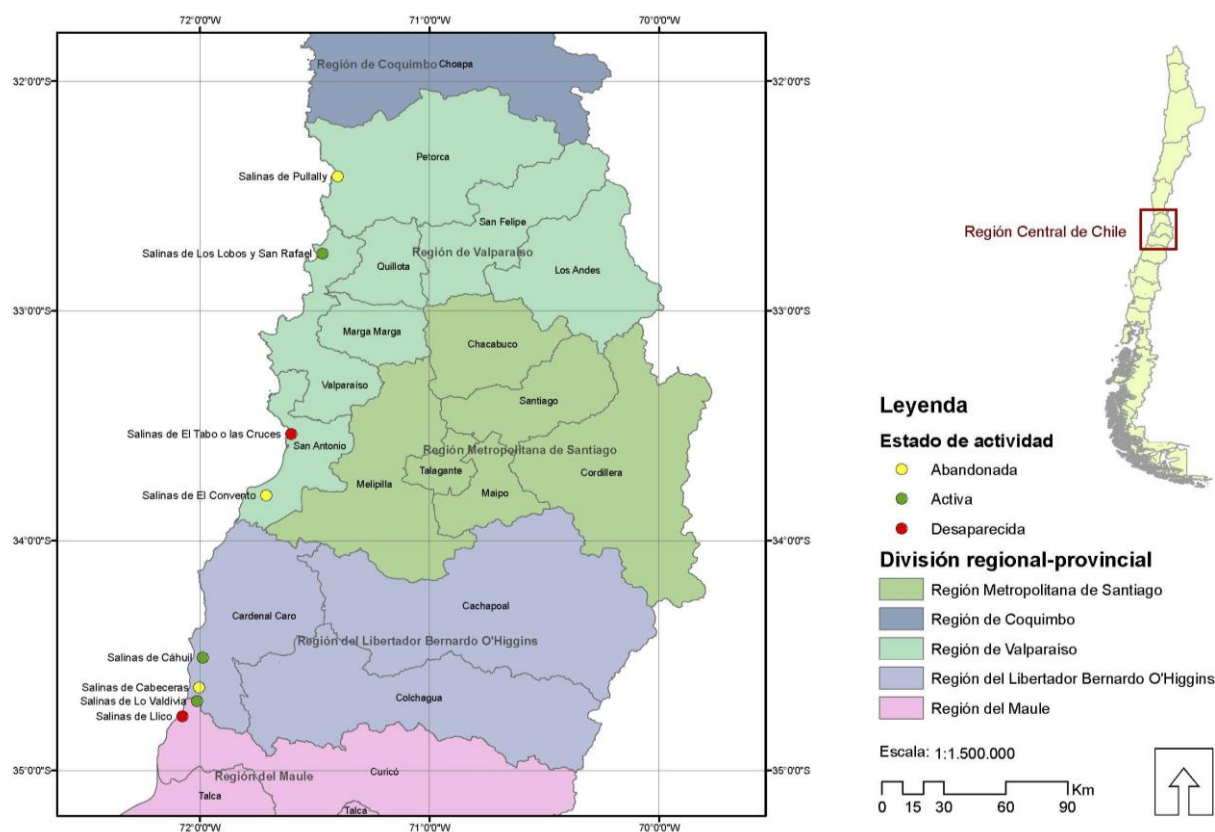 72°0'0"W
71°0'0"W
70°0'0"W
32°0'0"S
32°0'0"S
Región de Coquimbo
Choapa
Petorca
Salinas de Pullally
San Felipe
Salinas de Los Lobos y San Rafael
Región de Valparaíso
Quillota
Los Andes
33°0'0"S
33°0'0"S
Marga Marga
Chacabuco
Valparaíso
Santiago
Salinas de El Tabo o las Cruces
San Antonio
Región Metropolitana de Santiago
Talagante
Cordillera
Melipilla
Maipo
Salinas de El Convento
34°0'0"S
34°0'0"S
Cardenal Caro
Cachapoal
Región del Libertador Bernardo O'Higgins
Salinas de Cáhuil
Salinas de Cabeceras
Colchagua
Salinas de Lo Valdivia
Salinas de Llico
35°0'0"S
35°0'0"S
Región del Maule
Curicó
Talca
Talca
72°0'0"W
71°0'0"W
70°0'0"W
Región Central de Chile
Leyenda
Estado de actividad
Abandonada
Activa
Desaparecida
División regional-provincial
Región Metropolitana de Santiago
Región de Coquimbo
Región de Valparaíso
Región del Libertador Bernardo O'Higgins
Región del Maule
Escala: 1:1.500.000
Km
0 15 30 60 90